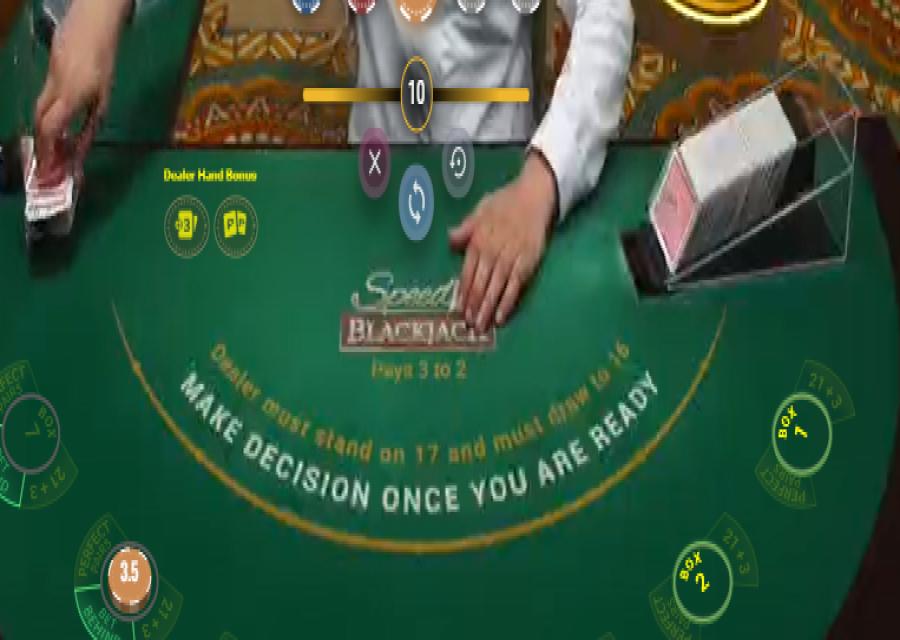 10
X
Dealer Hand Bonus
3
P P
Speed
BLACKJACK
Pays 3 to 2
Dealer must stand on 17 and must draw to 16
MAKE DECISION ONCE YOU ARE READY
BOX
7
21+3
21+3
BOX
1
PERFECT
PAIRS
PERFECT
PAIRS
3.5
BET
BEHIND
21+3
21+3
BOX
2
PERFECT
PAIRS